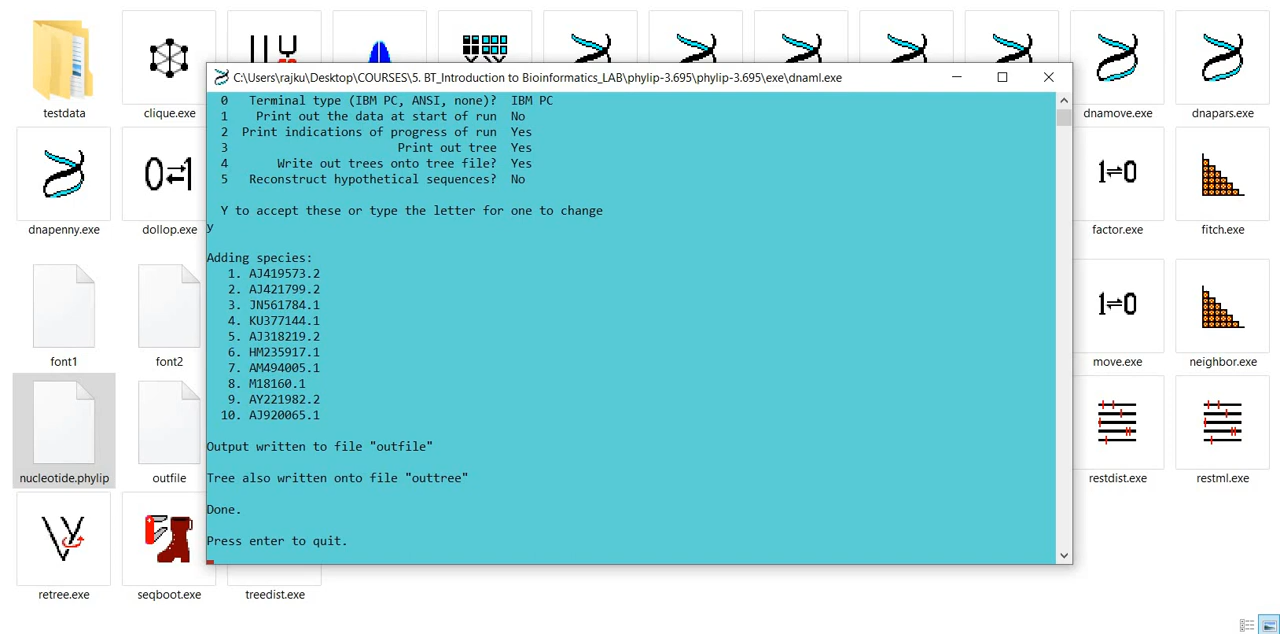 C:\Users\rajku\Desktop\COURSES\5. BT_Introduction to Bioinformatics_LAB\phylip-3.695\phylip-3.695\exe\dnaml.exe
0 Terminal type (IBM PC, ANSI, none)? IBM PC
1 Print out the data at start of run No
2 Print indications of progress of run Yes
3 Print out tree Yes
4 Write out trees onto tree file? Yes
5 Reconstruct hypothetical sequences? No
Y to accept these or type the letter for one to change
y
Adding species:
1. AJ419573.2
2. AJ421799.2
3. JN561784.1
4. KU377144.1
5. AJ318219.2
6. HM235917.1
7. AM494005.1
8. M18160.1
9. AY221982.2
10. AJ920065.1
Output written to file "outfile"
Tree also written onto file "outtree"
Done.
Press enter to quit.
testdata
clique.exe
dnamove.exe
dnapars.exe
dnapenny.exe
dollop.exe
factor.exe
fitch.exe
font1
font2
move.exe
neighbor.exe
nucleotide.phylip
outfile
restdist.exe
restml.exe
retree.exe
seqboot.exe
treedist.exe